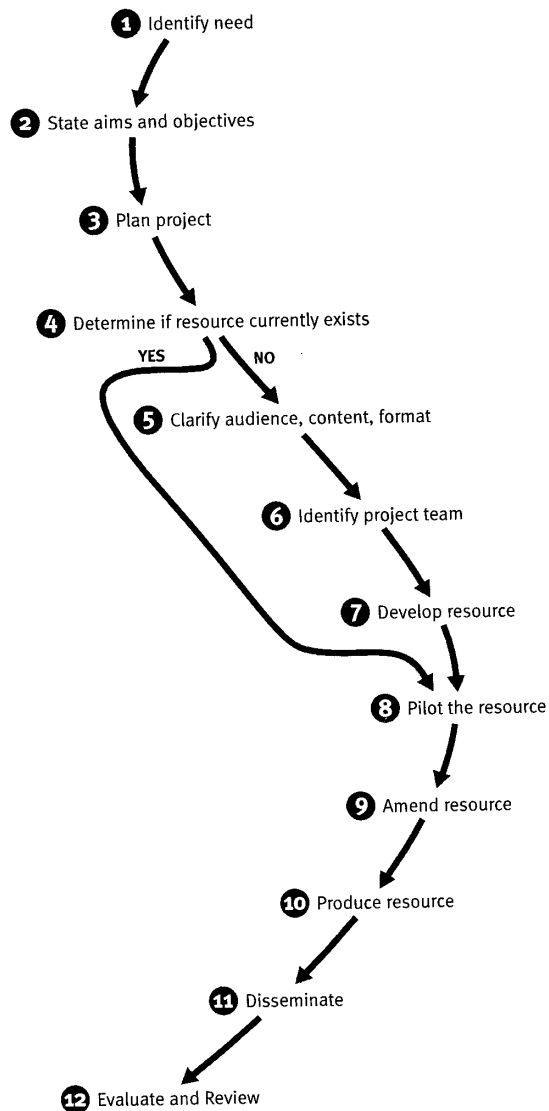 1 Identify need
2 State aims and objectives
3 Plan project
4 Determine if resource currently exists
YES NO
5 Clarify audience, content, format
6 Identify project team
7 Develop resource
8 Pilot the resource
9 Amend resource
10 Produce resource
11 Disseminate
12 Evaluate and Review